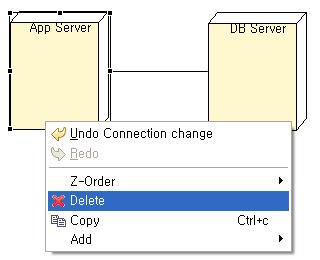 App Server
DB Server
Undo Connection change
Redo
Z-Order
Delete
Copy Ctrl+c
Add